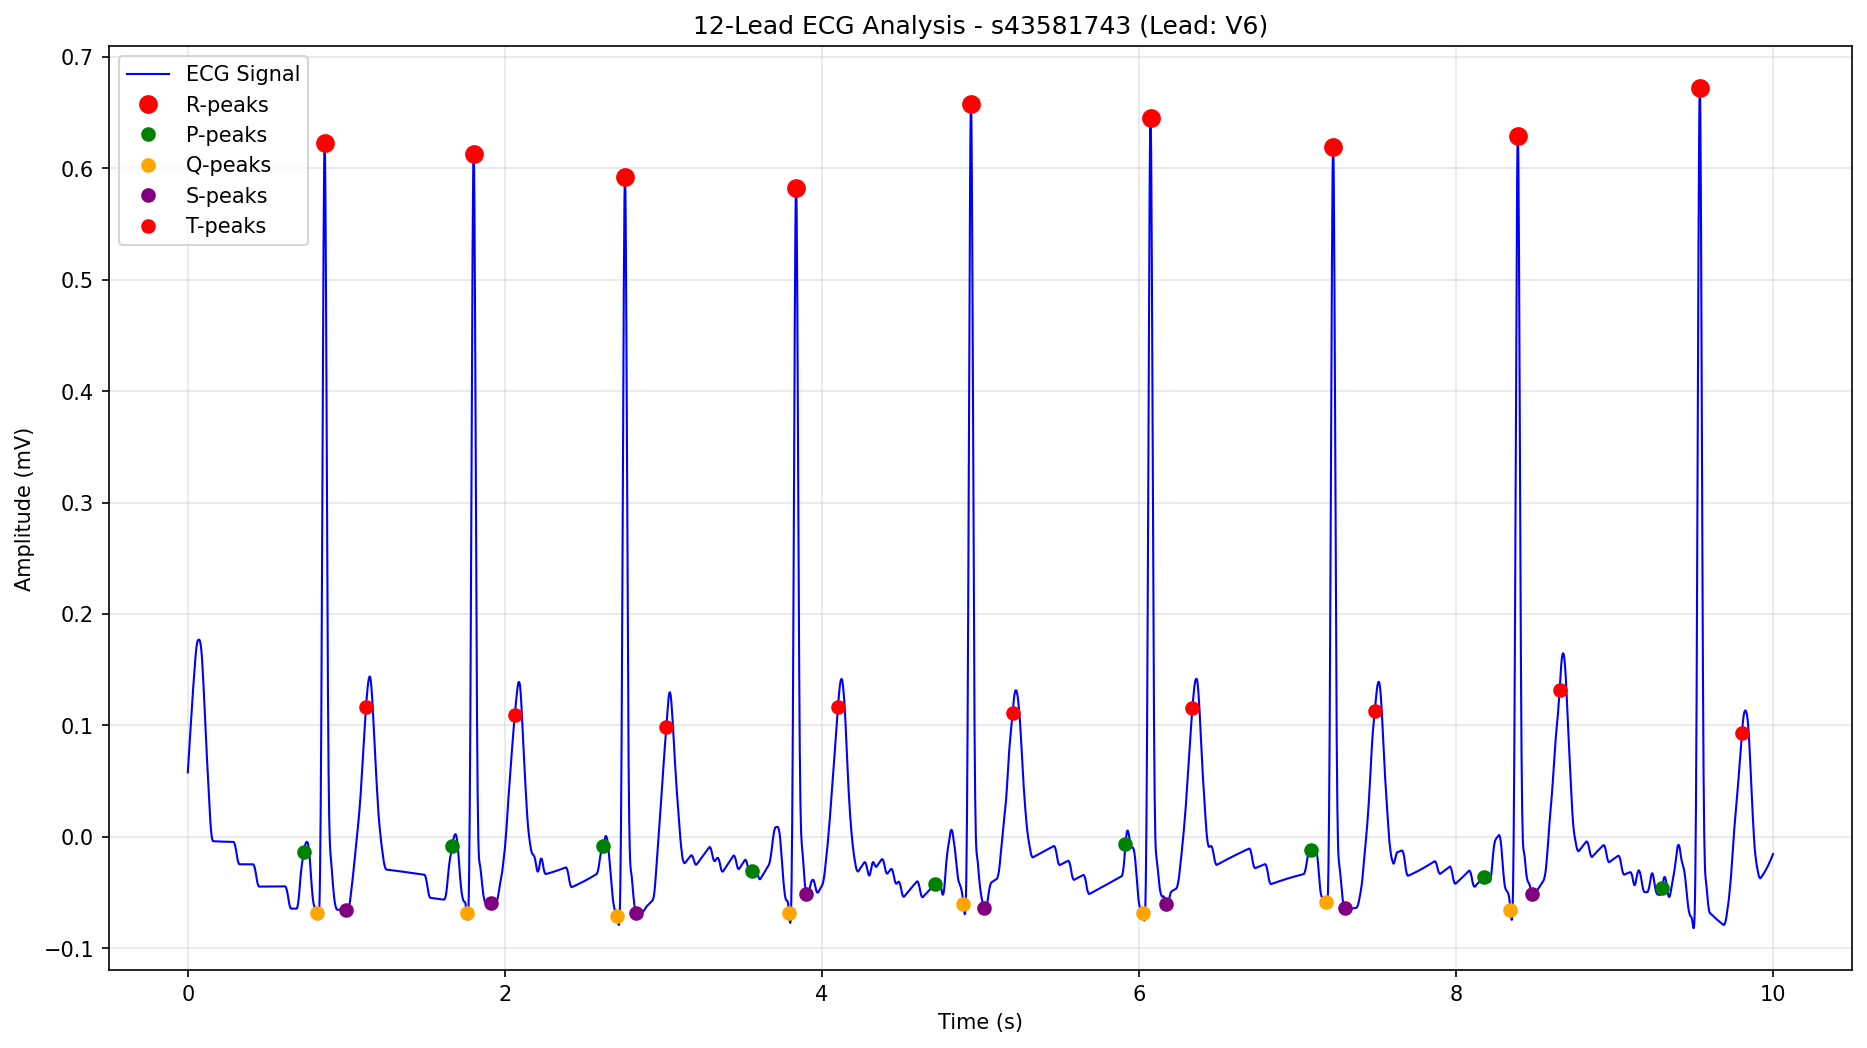 12-Lead ECG Analysis - s43581743 (Lead: V6)
ECG Signal
R-peaks
P-peaks
Q-peaks
S-peaks
T-peaks
Amplitude (mV)
0.7
0.6
0.5
0.4
0.3
0.2
0.1
0.0
−0.1
0 2 4 6 8 10
Time (s)